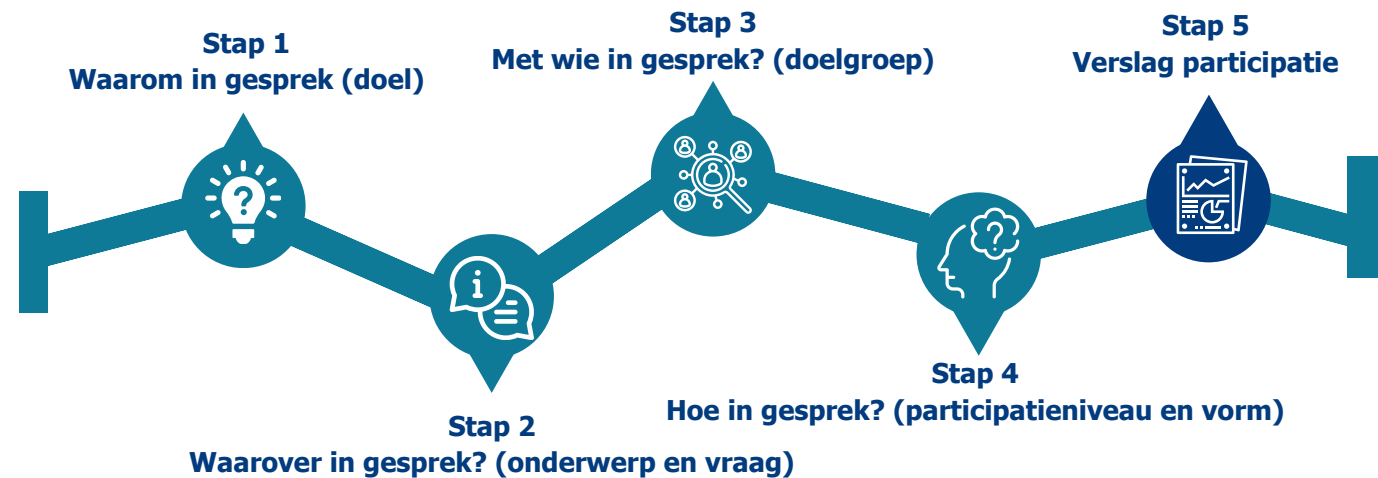 Stap 1
Waarom in gesprek (doel)
Stap 2
Waarover in gesprek? (onderwerp en vraag)
Stap 3
Met wie in gesprek? (doelgroep)
Stap 4
Hoe in gesprek? (participatieniveau en vorm)
Stap 5
Verslag participatie